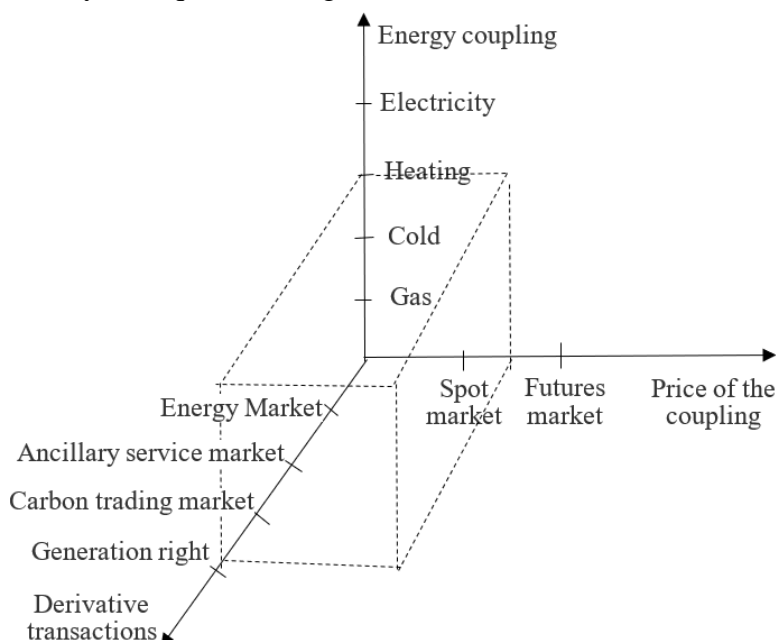 Energy coupling
Electricity
Heating
Cold
Gas
Spot
market
Futures
market
Price of the
coupling
Energy Market
Ancillary service market
Carbon trading market
Generation right
Derivative
transactions